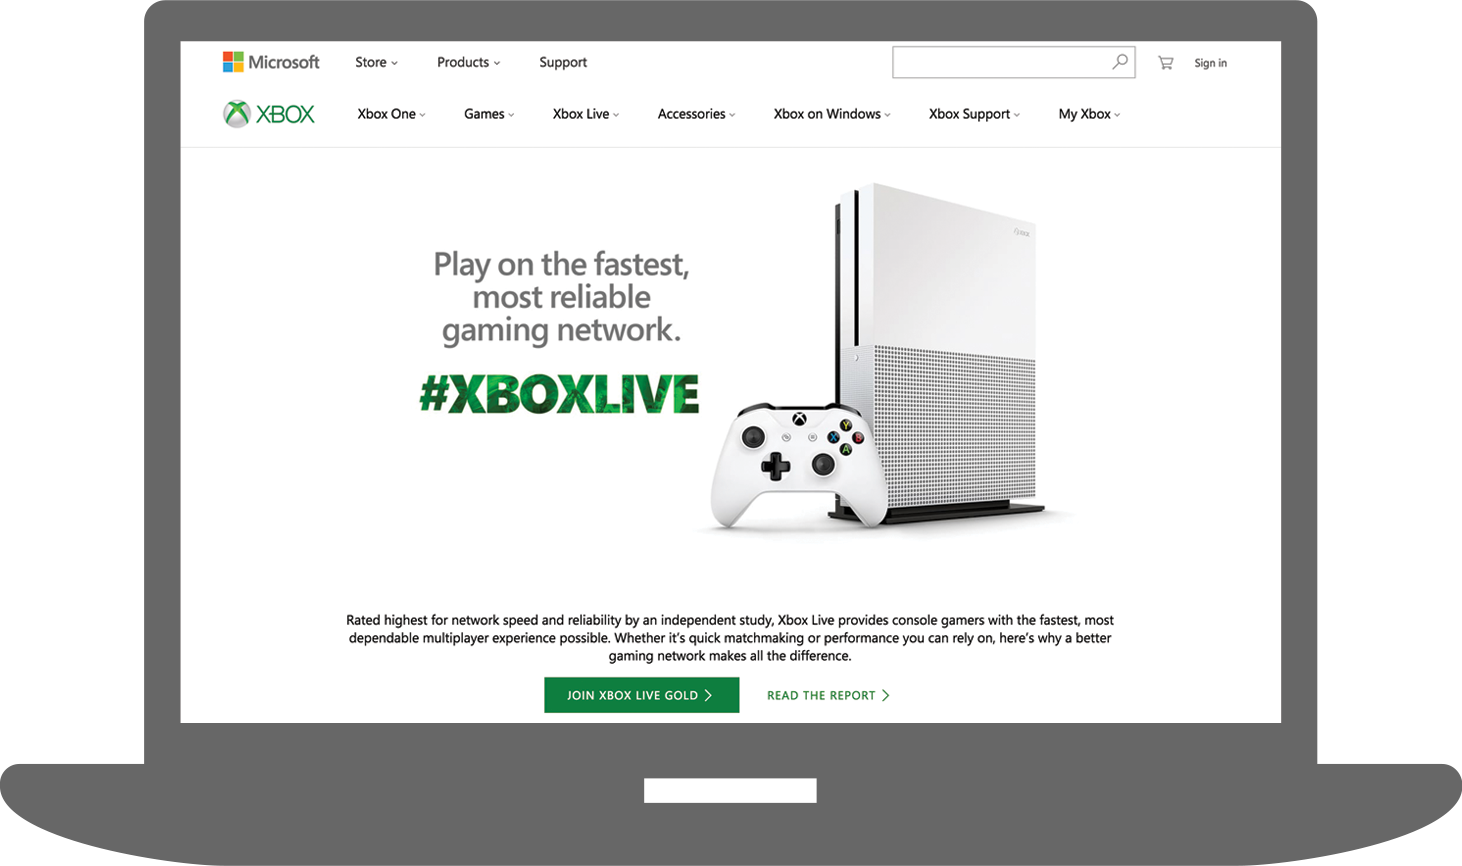 Microsoft Store Products Support Sign in
XBOX Xbox One Games Xbox Live Accessories Xbox on Windows Xbox Support My Xbox
Play on the fastest,
most reliable
gaming network.
#XBOXLIVE
XBOX
Y
X B
A
Rated highest for network speed and reliability by an independent study, Xbox Live provides console gamers with the fastest, most
dependable multiplayer experience possible. Whether it's quick matchmaking or performance you can rely on, here's why a better
gaming network makes all the difference.
JOIN XBOX LIVE GOLD READ THE REPORT